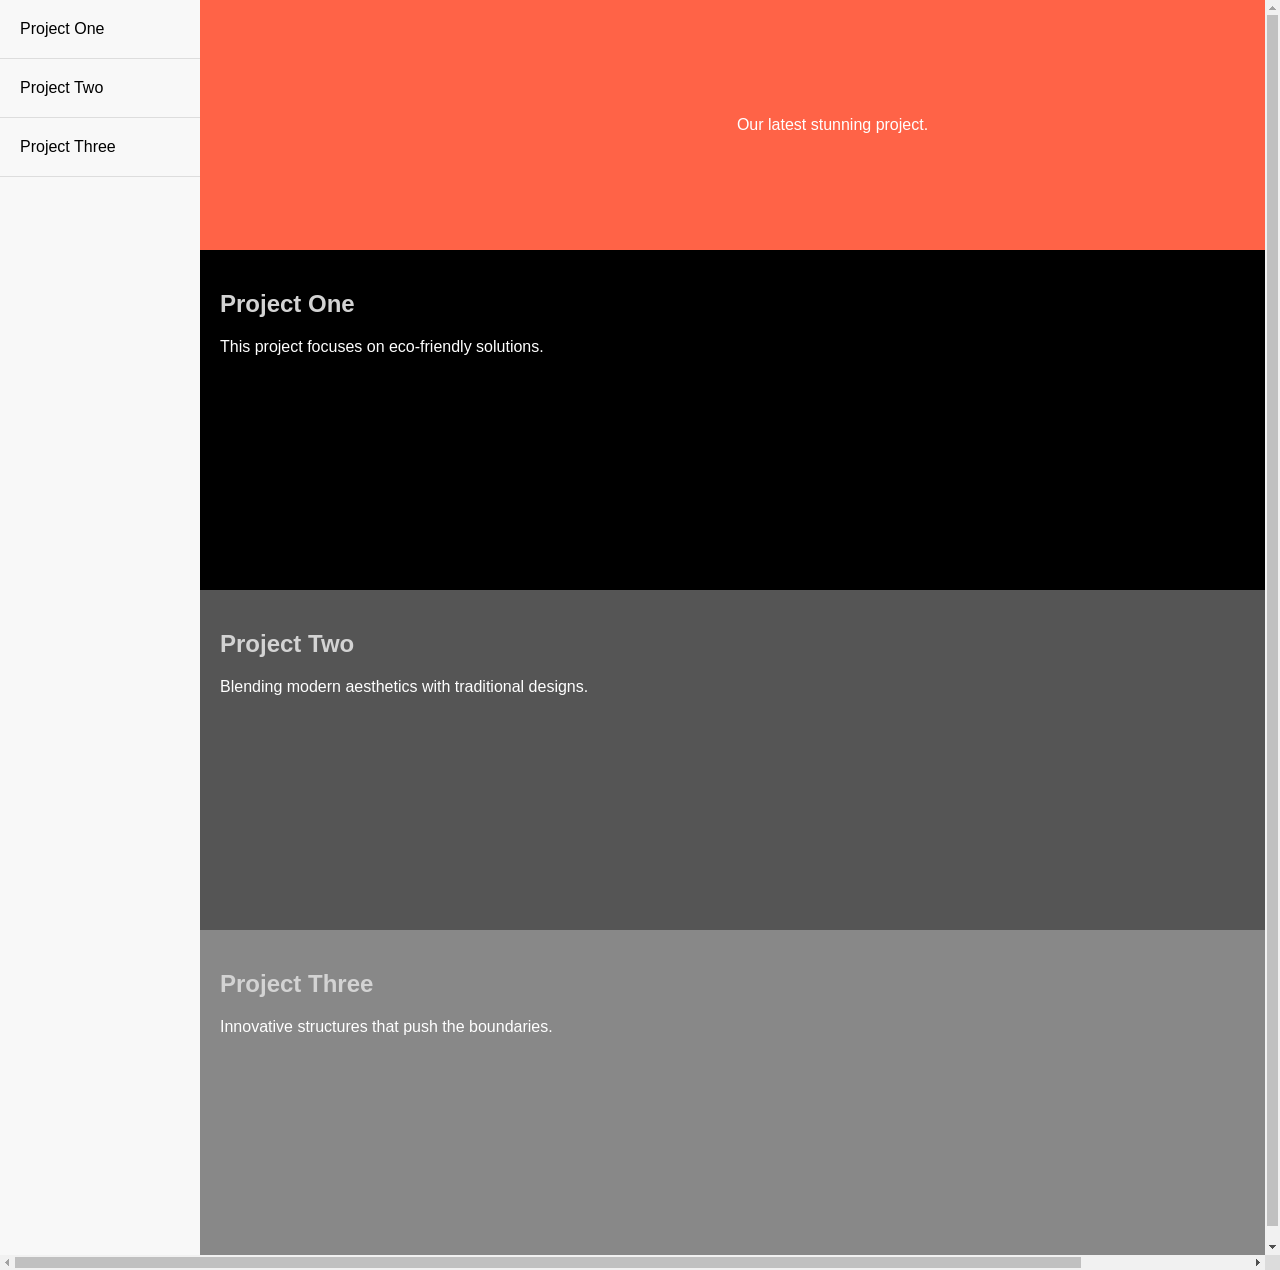 Project One
Project Two
Project Three
Our latest stunning project.
Project One
This project focuses on eco-friendly solutions.
Project Two
Blending modern aesthetics with traditional designs.
Project Three
Innovative structures that push the boundaries.